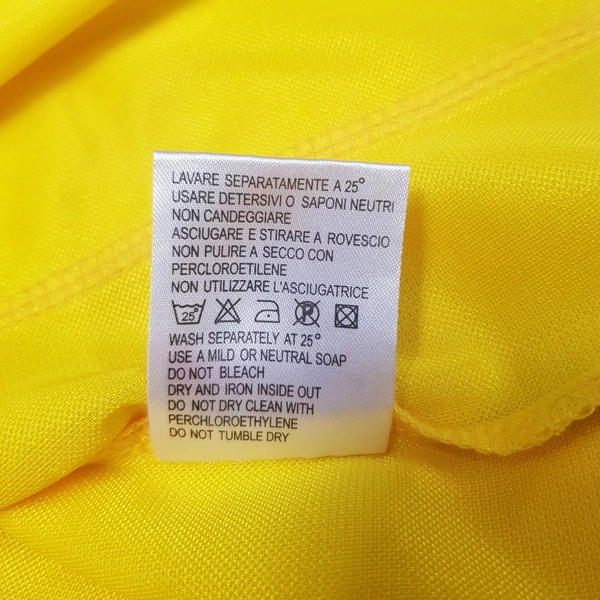 LAVARE SEPARATAMENTE A 25°
USARE DETERSIVI O SAPONI NEUTRI
NON CANDEGGIARE
ASCIUGARE E STIRARE A ROVESCIO
NON PULIRE A SECCO CON
PERCLOROETILENE
NON UTILIZZARE L'ASCIUGATRICE
25° P
WASH SEPARATELY AT 25°
USE A MILD OR NEUTRAL SOAP
DO NOT BLEACH
DRY AND IRON INSIDE OUT
DO NOT DRY CLEAN WITH
PERCHLOROETHYLENE
DO NOT TUMBLE DRY